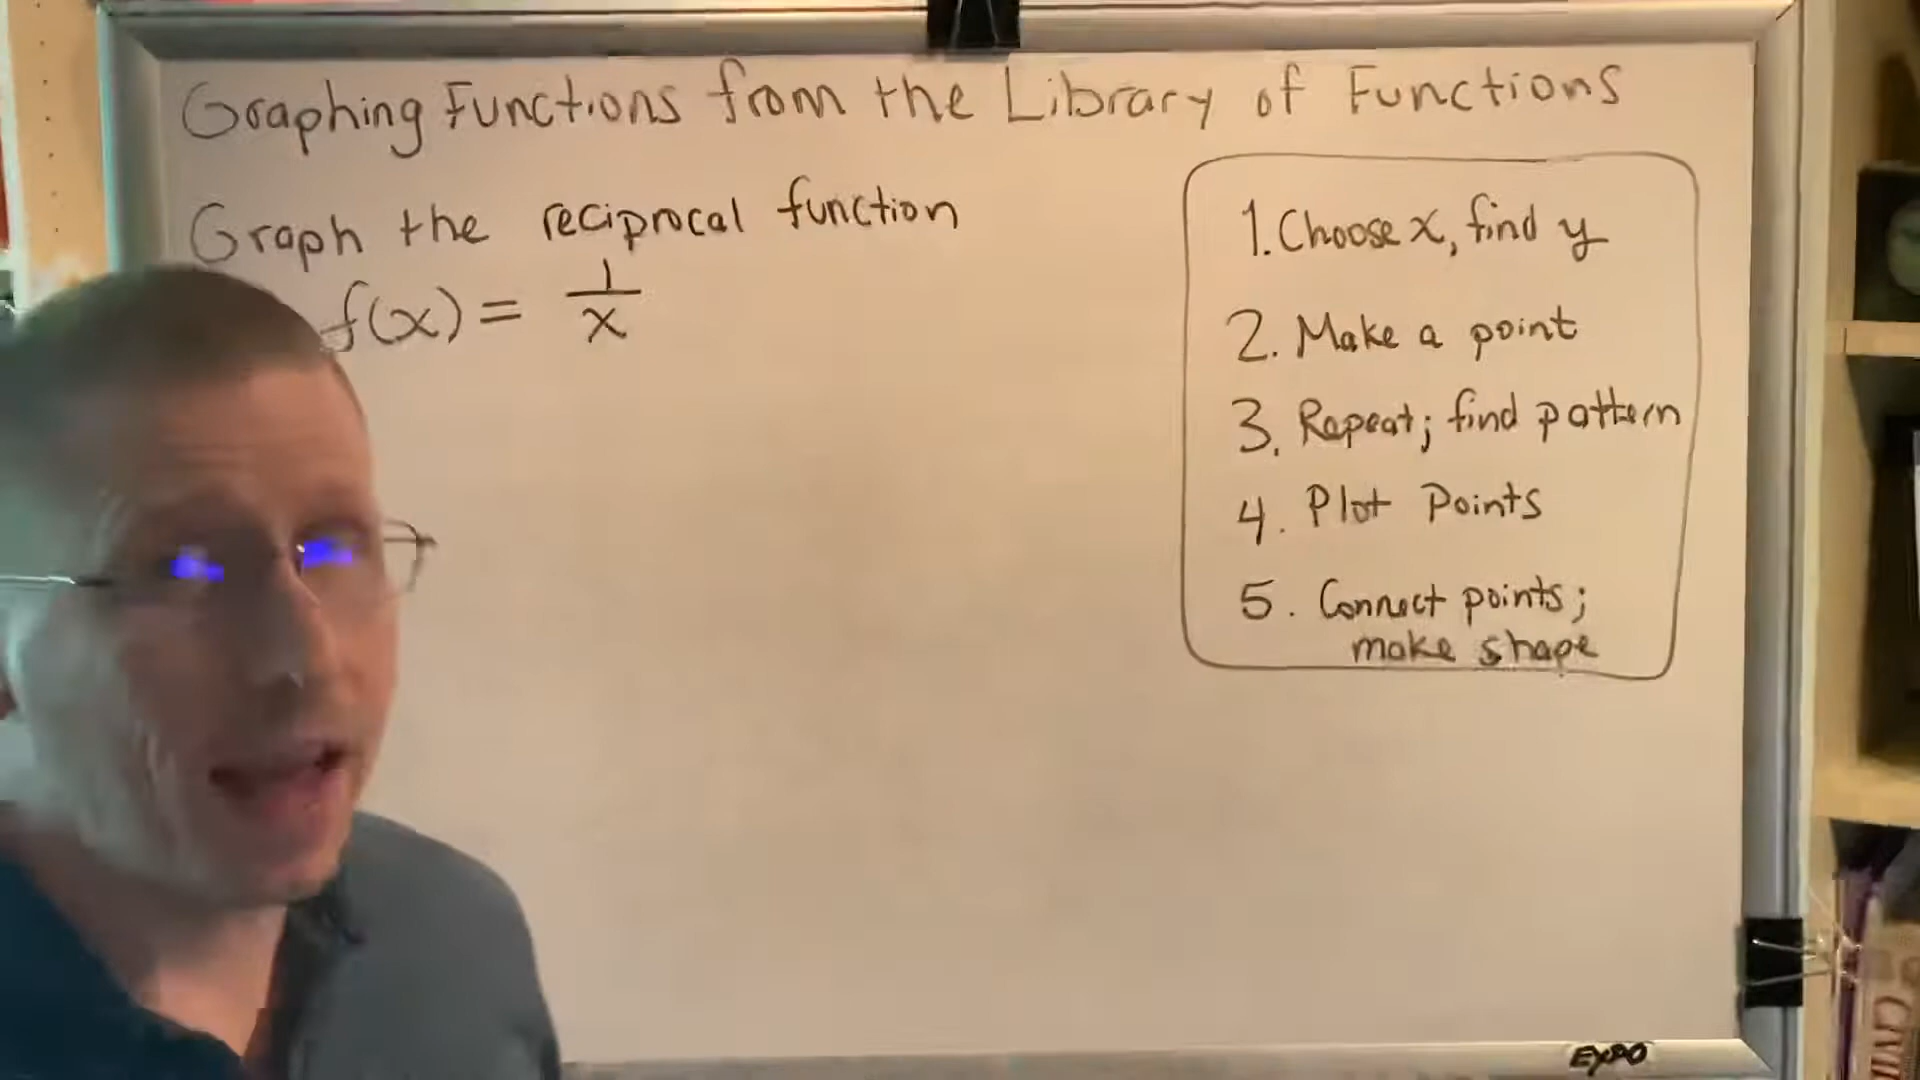 Graphing Functions from the Library of Functions
Graph the reciprocal function
f(x) = 1/x
1. Choose x, find y
2. Make a point
3. Repeat; find pattern
4. Plot Points
5. Connect points;
make shape
EXPO
CIVIL